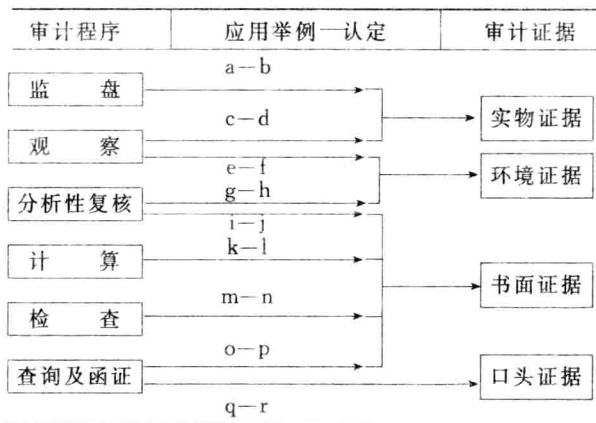 审计程序 应用举例—认定 审计证据
a—b
监 盘
c—d
实物证据
观 察
e—f
环境证据
g—h
分析性复核
i—j
k—l
计 算
书面证据
m—n
检 查
o—p
查询及函证
口头证据
q—r